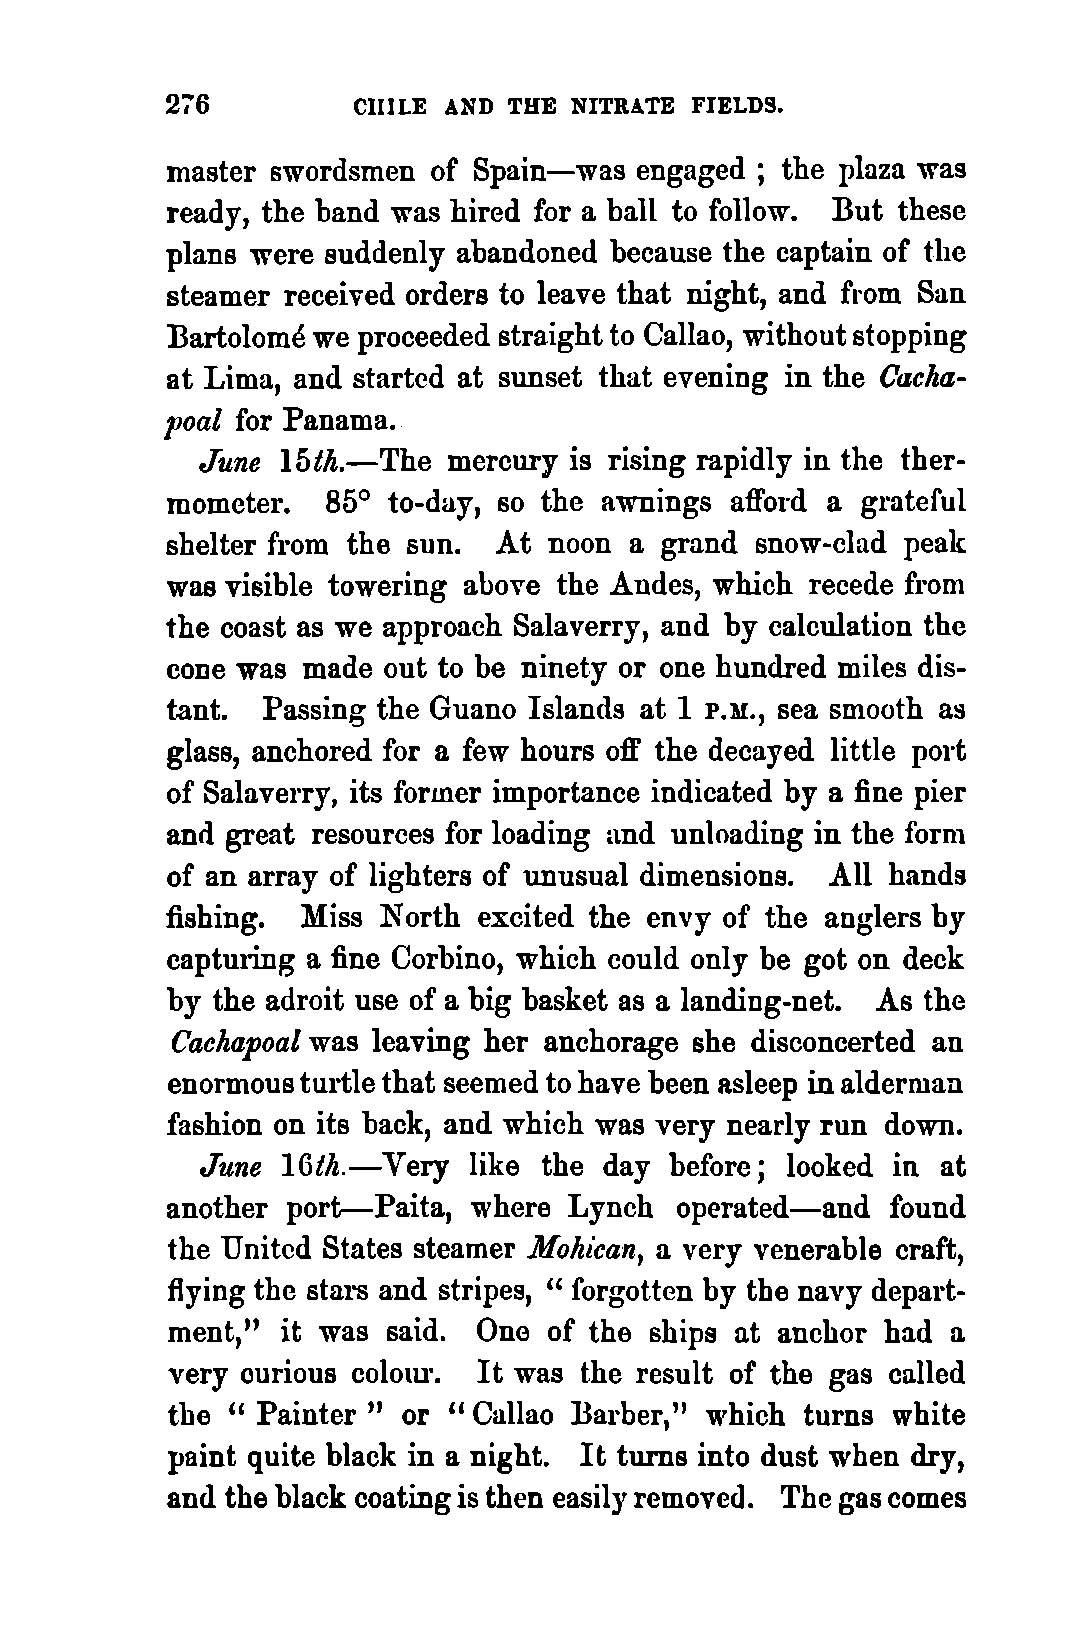 276 CHILE AND THE NITRATE FIELDS.
master swordsmen of Spain—was engaged ; the plaza was
ready, the band was hired for a ball to follow. But these
plans were suddenly abandoned because the captain of the
steamer received orders to leave that night, and from San
Bartolomé we proceeded straight to Callao, without stopping
at Lima, and started at sunset that evening in the Cacha-
poal for Panama.
June 15th.—The mercury is rising rapidly in the ther-
mometer. 85° to-day, so the awnings afford a grateful
shelter from the sun. At noon a grand snow-clad peak
was visible towering above the Andes, which recede from
the coast as we approach Salaverry, and by calculation the
cone was made out to be ninety or one hundred miles dis-
tant. Passing the Guano Islands at 1 P.M., sea smooth as
glass, anchored for a few hours off the decayed little port
of Salaverry, its former importance indicated by a fine pier
and great resources for loading and unloading in the form
of an array of lighters of unusual dimensions. All hands
fishing. Miss North excited the envy of the anglers by
capturing a fine Corbino, which could only be got on deck
by the adroit use of a big basket as a landing-net. As the
Cachapoal was leaving her anchorage she disconcerted an
enormous turtle that seemed to have been asleep in alderman
fashion on its back, and which was very nearly run down.
June 16th.—Very like the day before; looked in at
another port—Paita, where Lynch operated—and found
the United States steamer Mohican, a very venerable craft,
flying the stars and stripes, “ forgotten by the navy depart-
ment,” it was said. One of the ships at anchor had a
very curious colour. It was the result of the gas called
the “ Painter ” or “ Callao Barber,” which turns white
paint quite black in a night. It turns into dust when dry,
and the black coating is then easily removed. The gas comes